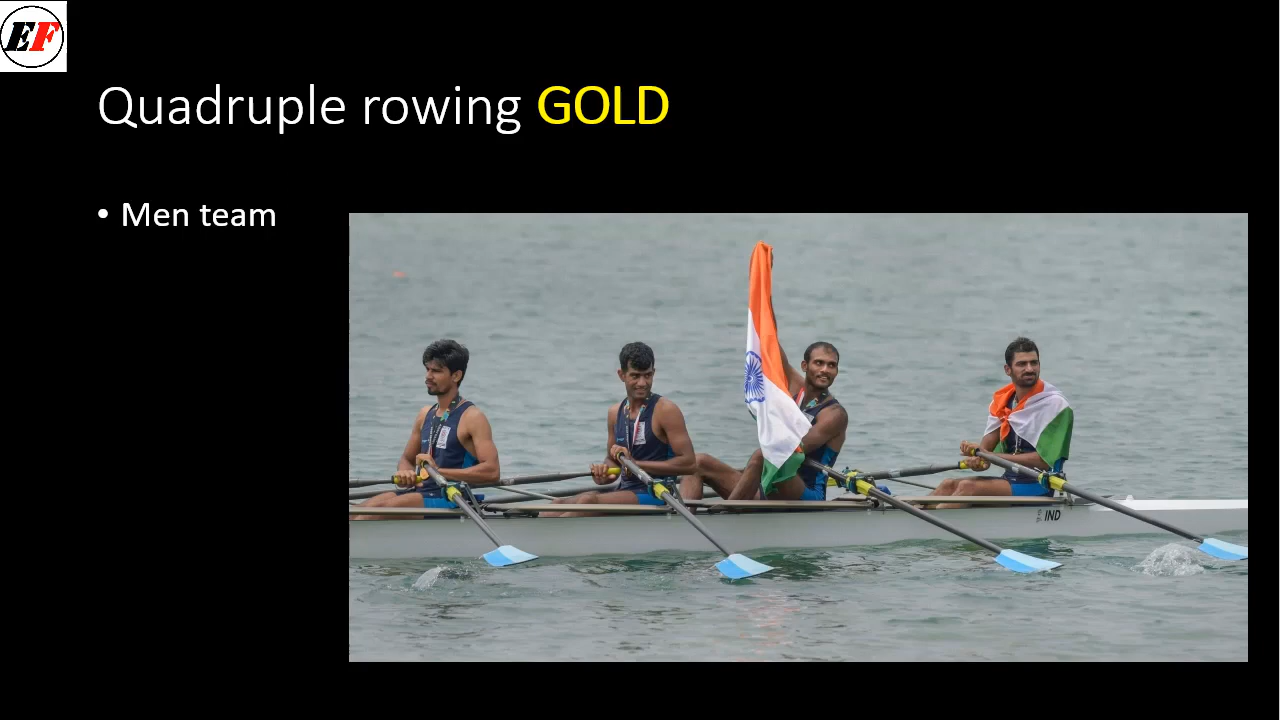 EF
Quadruple rowing GOLD
• Men team
IND